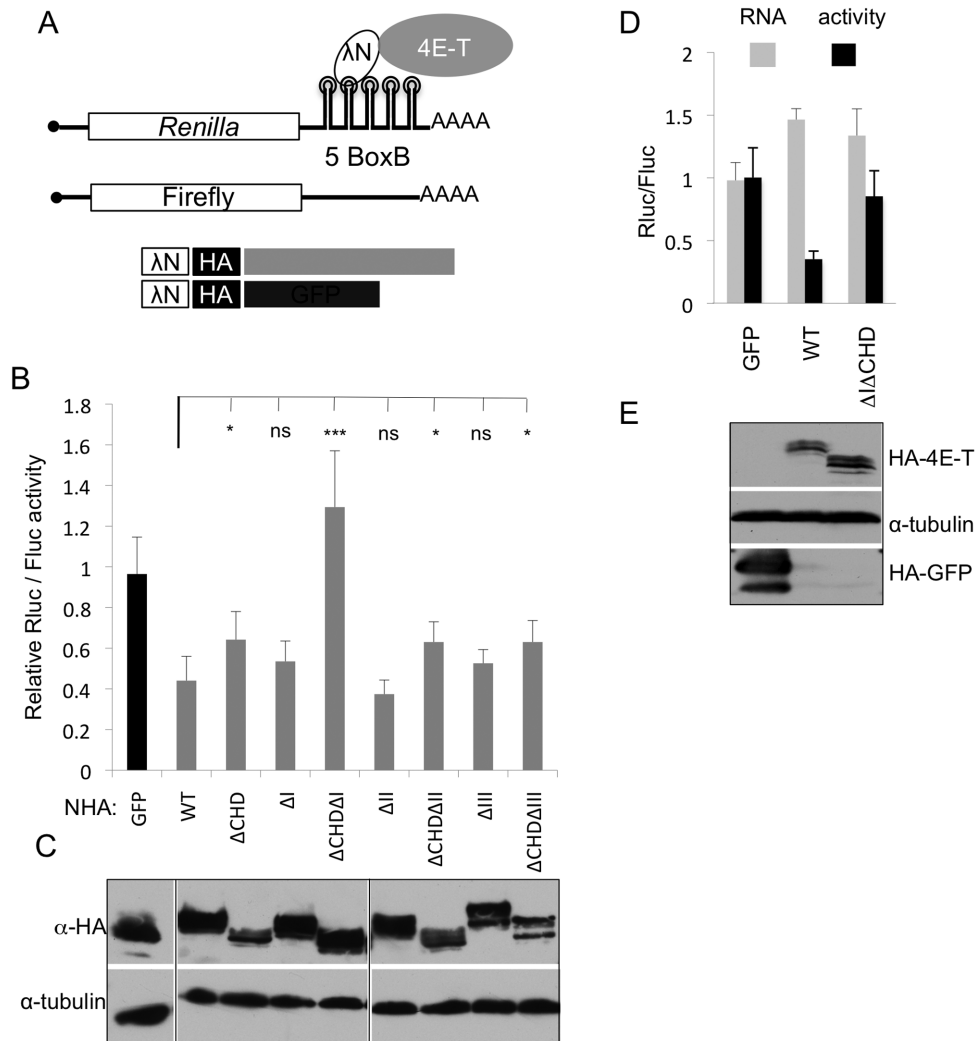 A
λN
4E-T
Renilla
AAAA
5 BoxB
Firefly
AAAA
λN HA
λN HA GFP
B
Relative Rluc / Fluc activity
1.8
1.6
1.4
1.2
1
0.8
0.6
0.4
0.2
0
* ns *** ns * ns *
NHA: GFP WT ΔCHD ΔI ΔCHDΔI ΔII ΔCHDΔII ΔIII ΔCHDΔIII
C
α-HA
α-tubulin
D
RNA activity
Rluc/Fluc
2
1.5
1
0.5
0
GFP WT ΔIΔCHD
E
HA-4E-T
α-tubulin
HA-GFP